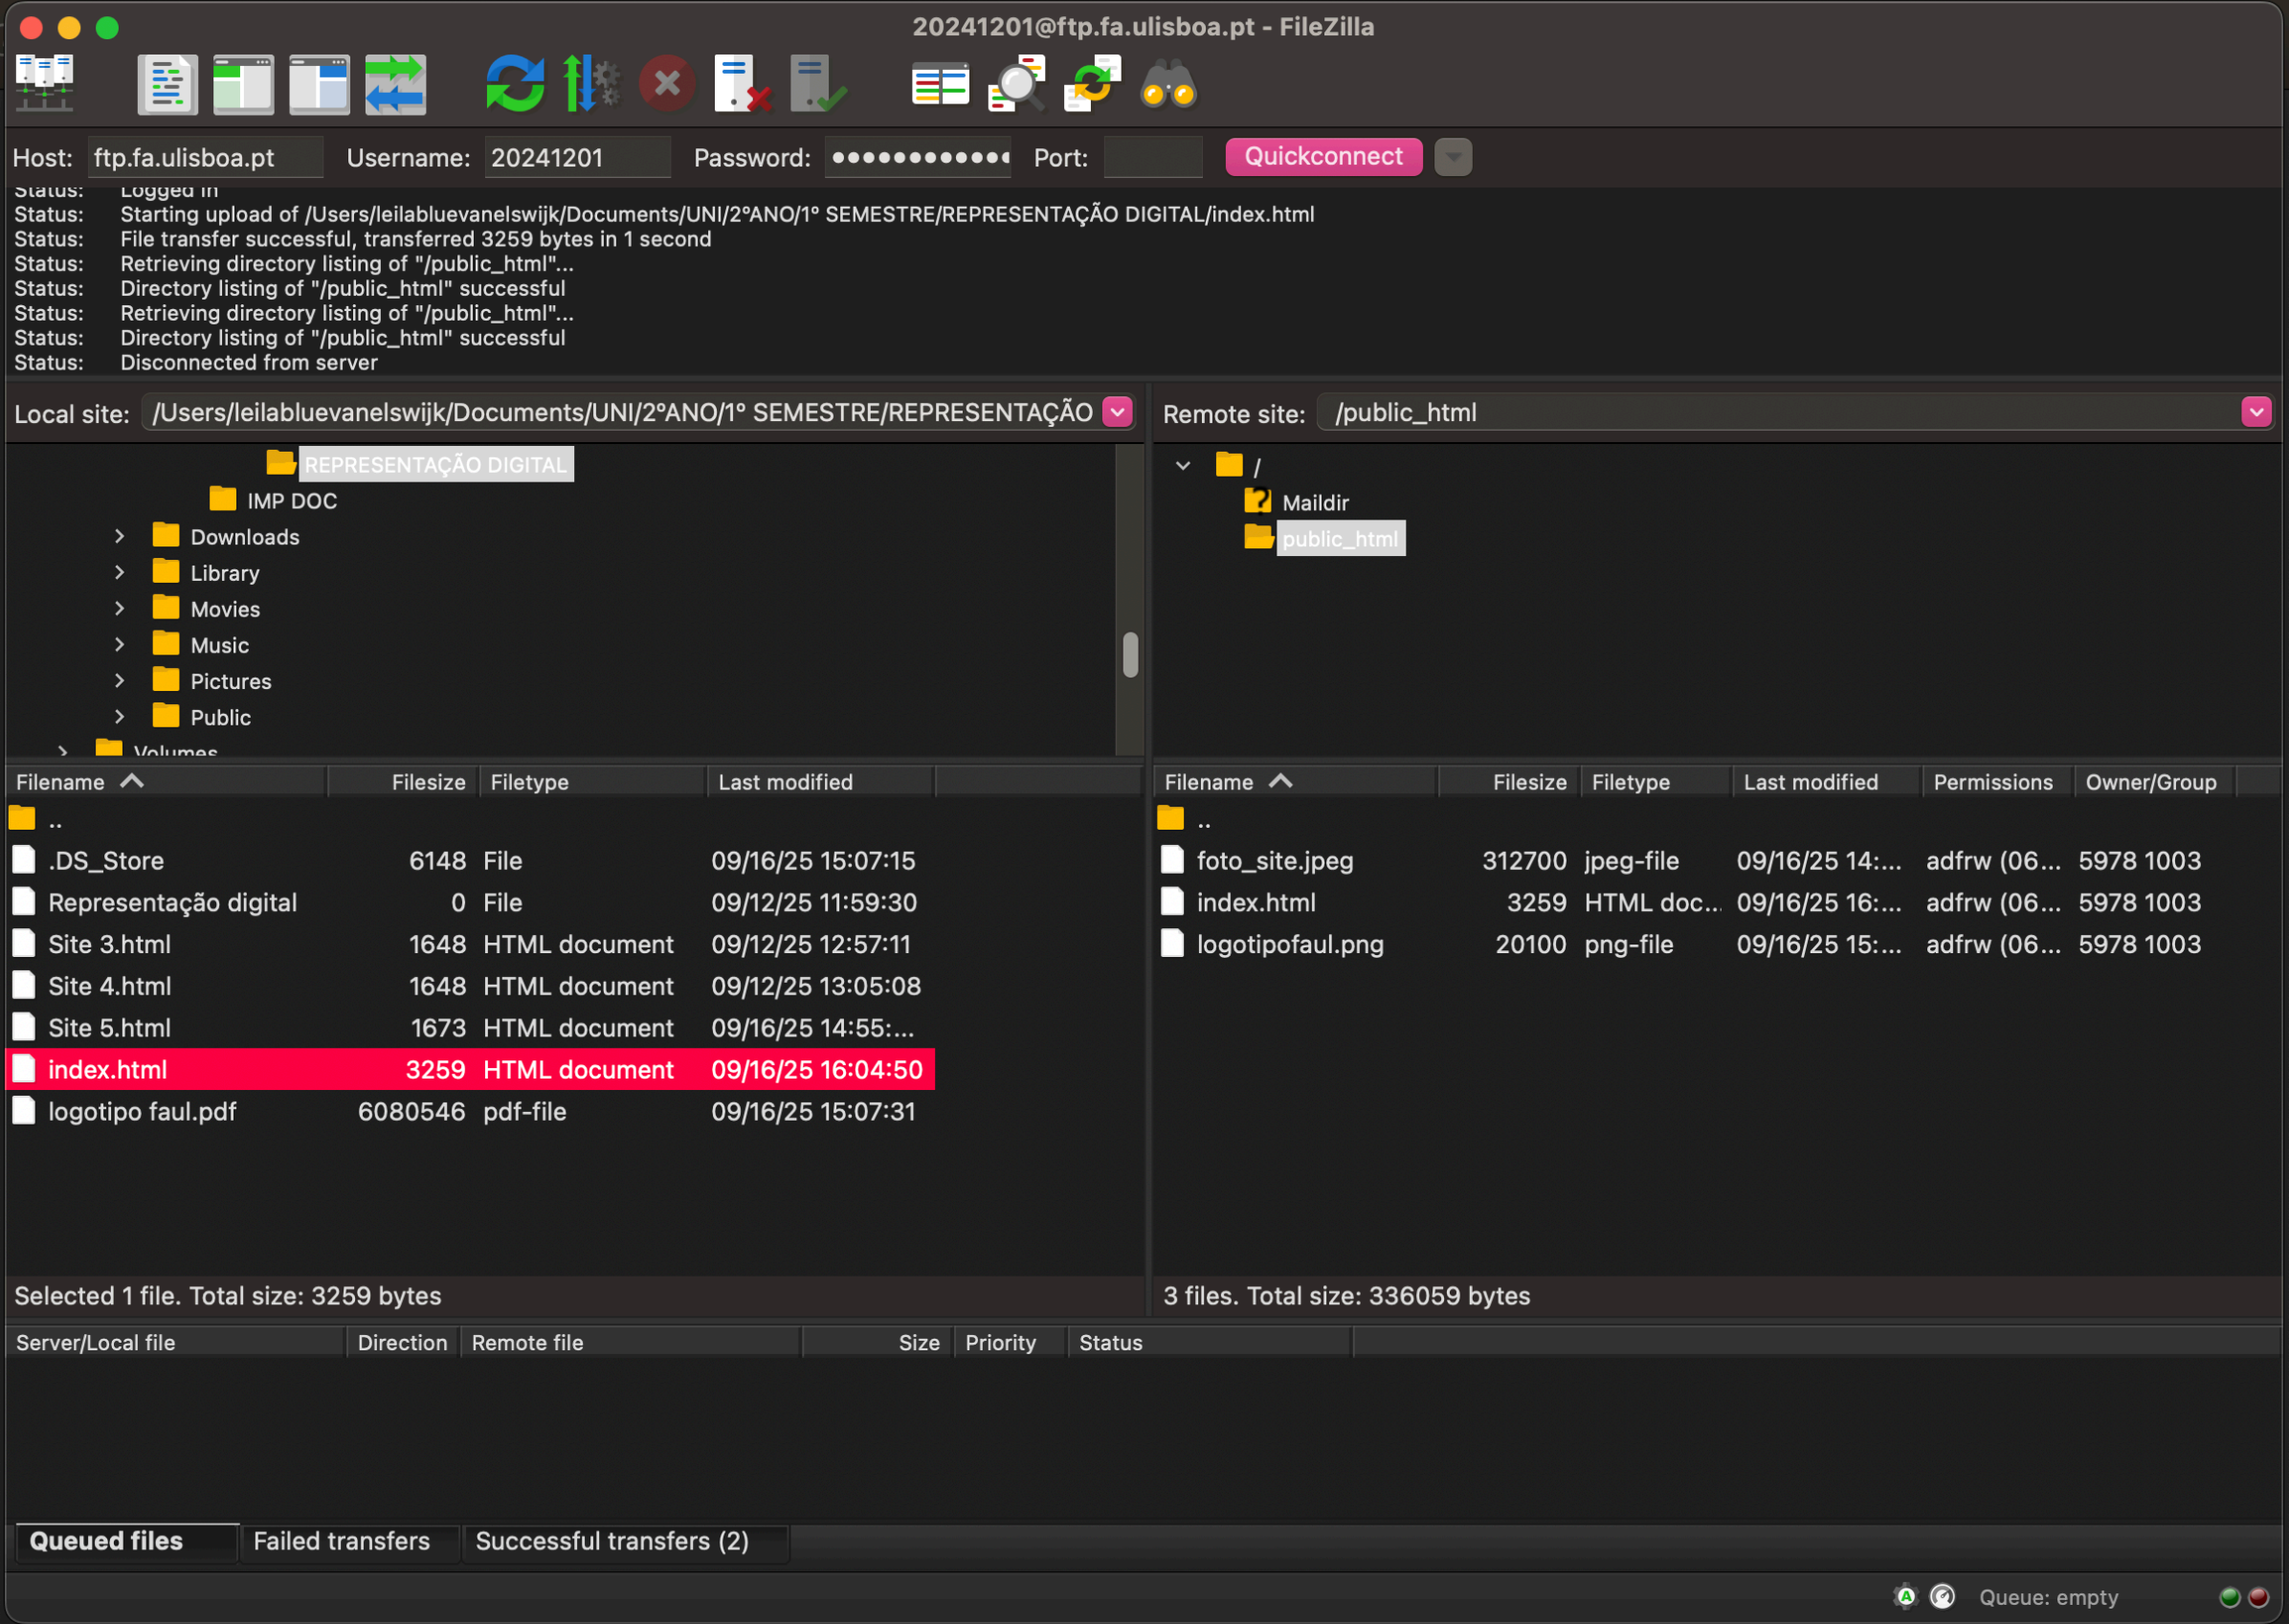 20241201@ftp.fa.ulisboa.pt - FileZilla
Host: ftp.fa.ulisboa.pt Username: 20241201 Password: ●●●●●●●●●●●● Port: Quickconnect
Status: Logged in
Status: Starting upload of /Users/leilabluevanelswijk/Documents/UNI/2ºANO/1º SEMESTRE/REPRESENTAÇÃO DIGITAL/index.html
Status: File transfer successful, transferred 3259 bytes in 1 second
Status: Retrieving directory listing of "/public_html"...
Status: Directory listing of "/public_html" successful
Status: Retrieving directory listing of "/public_html"...
Status: Directory listing of "/public_html" successful
Status: Disconnected from server
Local site: /Users/leilabluevanelswijk/Documents/UNI/2ºANO/1º SEMESTRE/REPRESENTAÇÃO
REPRESENTAÇÃO DIGITAL
IMP DOC
Downloads
Library
Movies
Music
Pictures
Public
Volumes
Filename Filesize Filetype Last modified
..
.DS_Store 6148 File 09/16/25 15:07:15
Representação digital 0 File 09/12/25 11:59:30
Site 3.html 1648 HTML document 09/12/25 12:57:11
Site 4.html 1648 HTML document 09/12/25 13:05:08
Site 5.html 1673 HTML document 09/16/25 14:55:...
index.html 3259 HTML document 09/16/25 16:04:50
logotipo faul.pdf 6080546 pdf-file 09/16/25 15:07:31
Selected 1 file. Total size: 3259 bytes
Remote site: /public_html
/
Maildir
public_html
Filename Filesize Filetype Last modified Permissions Owner/Group
..
foto_site.jpeg 312700 jpeg-file 09/16/25 14:... adfrw (06... 5978 1003
index.html 3259 HTML doc... 09/16/25 16:... adfrw (06... 5978 1003
logotipofaul.png 20100 png-file 09/16/25 15:... adfrw (06... 5978 1003
3 files. Total size: 336059 bytes
Server/Local file Direction Remote file Size Priority Status
Queued files Failed transfers Successful transfers (2)
Queue: empty